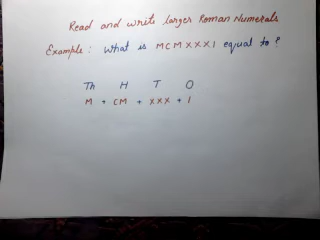 Read and write larger Roman Numerals
Example: What is MCMXXXI equal to?
Th H T O
M + CM + XXX + I